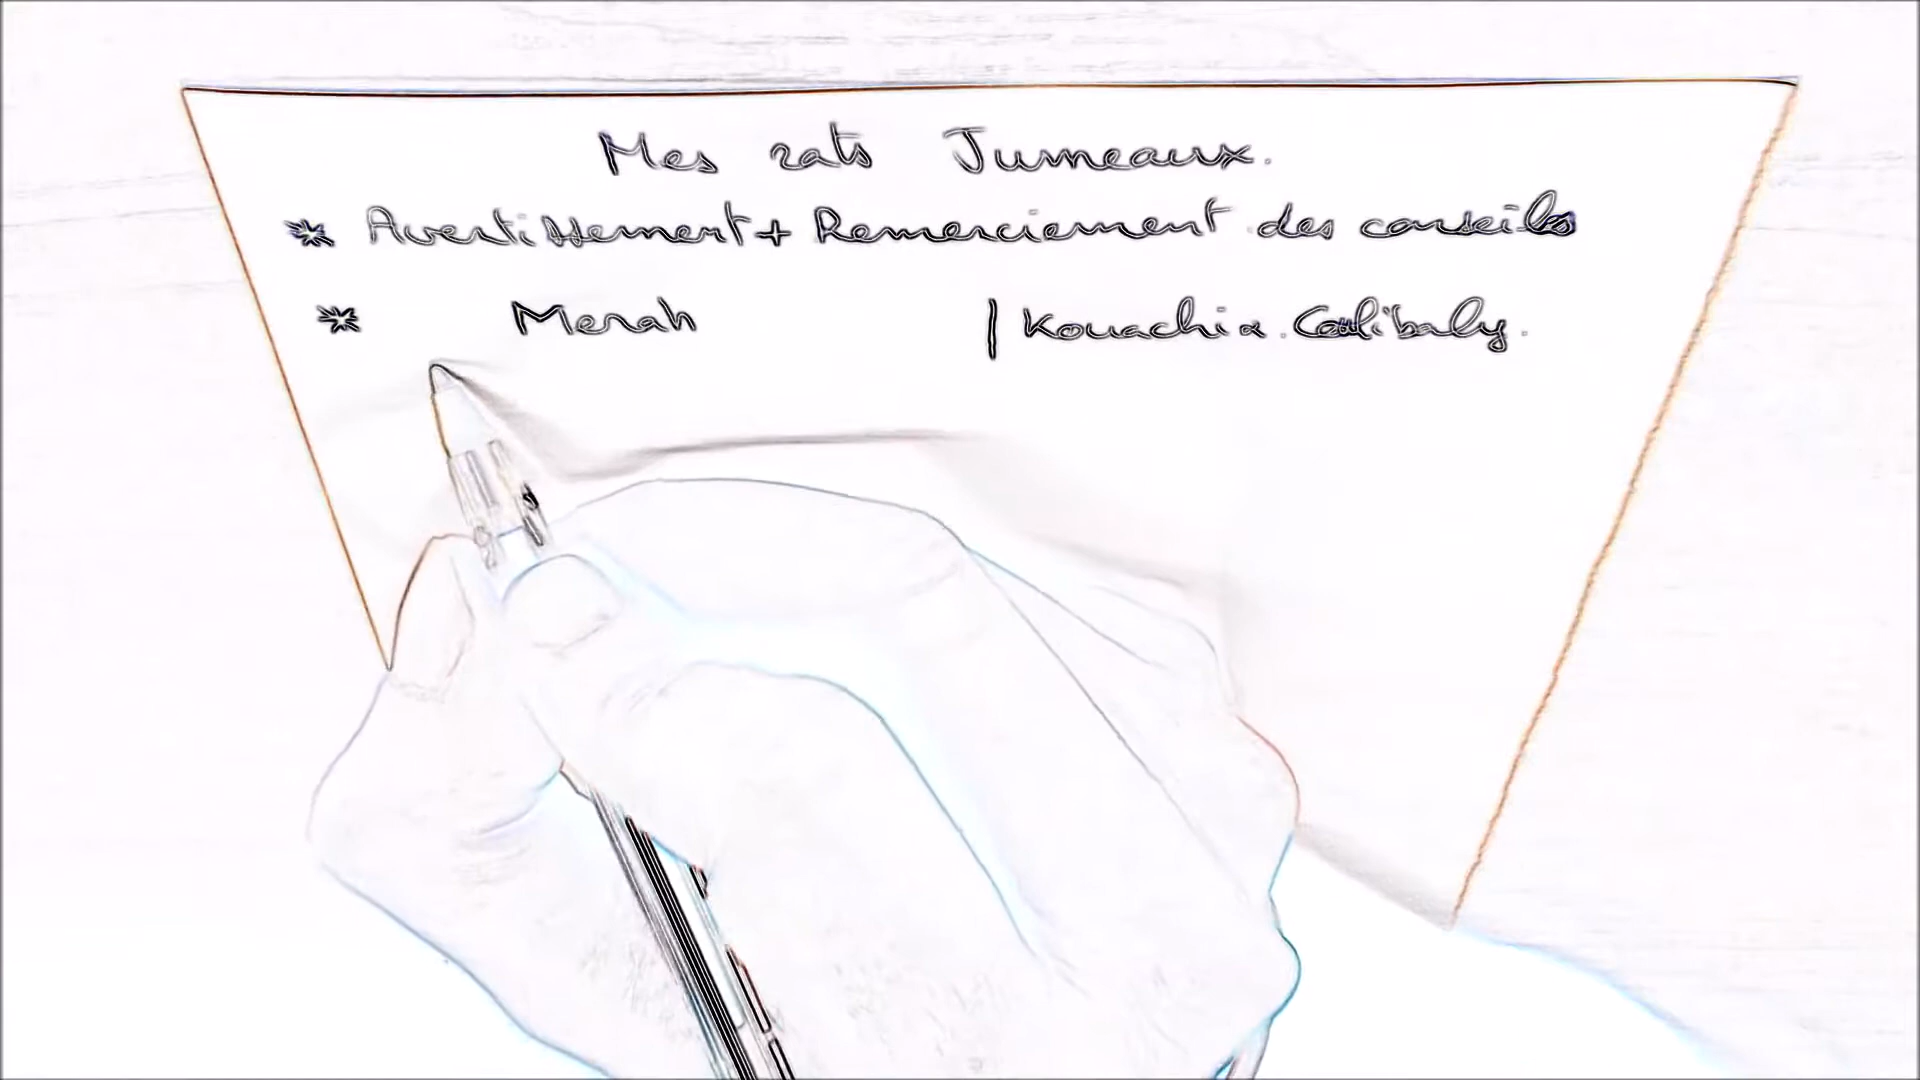 Mes rats Jumeaux.
* Avertissement + Remerciement des conseils
* Merah | Kouachi x. Coulibaly.